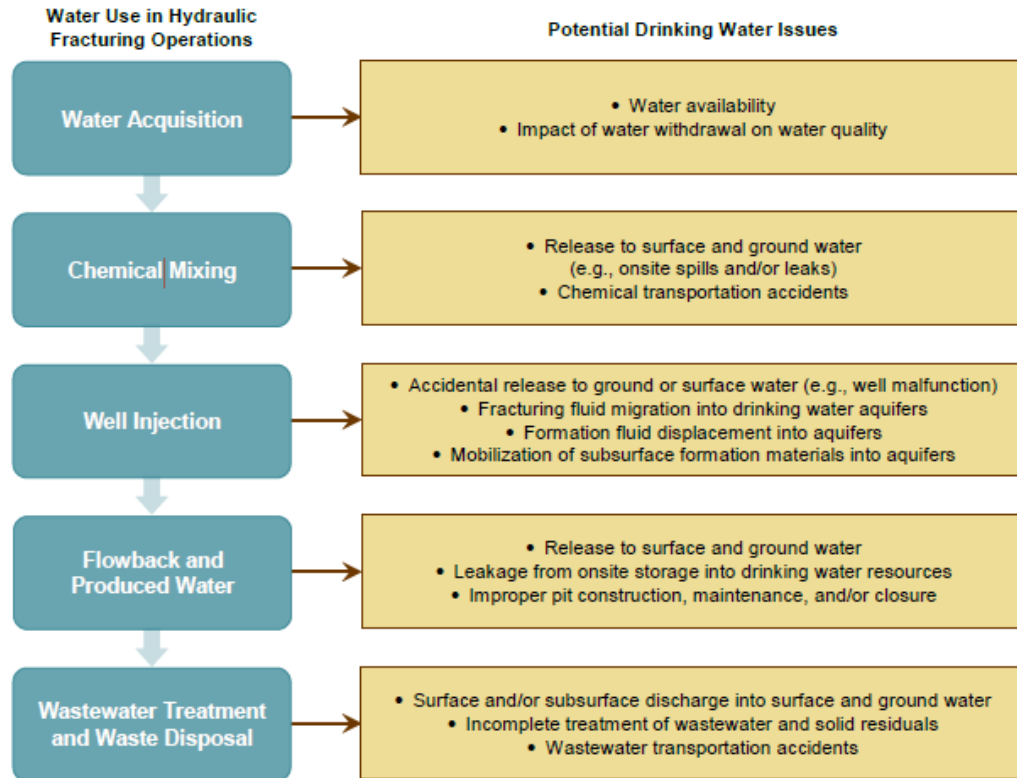 Water Use in Hydraulic
Fracturing Operations
Potential Drinking Water Issues
Water Acquisition
• Water availability
• Impact of water withdrawal on water quality
Chemical Mixing
• Release to surface and ground water
(e.g., onsite spills and/or leaks)
• Chemical transportation accidents
Well Injection
• Accidental release to ground or surface water (e.g., well malfunction)
• Fracturing fluid migration into drinking water aquifers
• Formation fluid displacement into aquifers
• Mobilization of subsurface formation materials into aquifers
Flowback and
Produced Water
• Release to surface and ground water
• Leakage from onsite storage into drinking water resources
• Improper pit construction, maintenance, and/or closure
Wastewater Treatment
and Waste Disposal
• Surface and/or subsurface discharge into surface and ground water
• Incomplete treatment of wastewater and solid residuals
• Wastewater transportation accidents